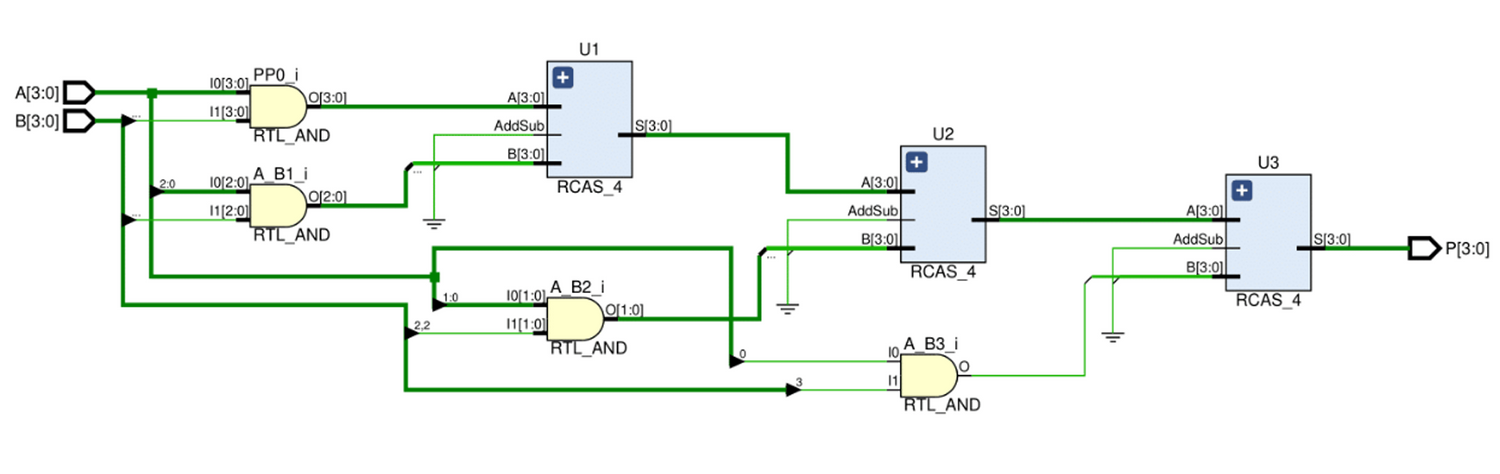 A[3:0]
B[3:0]
PP0_i
I0[3:0]
I1[3:0]
O[3:0]
...
RTL_AND
A_B1_i
2:0
I0[2:0]
I1[2:0]
O[2:0]
...
RTL_AND
U1
A[3:0]
AddSub
B[3:0]
...
S[3:0]
RCAS_4
A_B2_i
1:0
I0[1:0]
2,2
I1[1:0]
O[1:0]
RTL_AND
U2
A[3:0]
AddSub
B[3:0]
...
S[3:0]
RCAS_4
A_B3_i
0
I0
3
I1
O
RTL_AND
U3
A[3:0]
AddSub
B[3:0]
S[3:0]
RCAS_4
P[3:0]